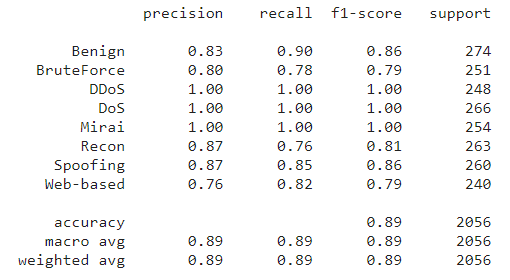 precision recall f1-score support
Benign 0.83 0.90 0.86 274
BruteForce 0.80 0.78 0.79 251
DDoS 1.00 1.00 1.00 248
DoS 1.00 1.00 1.00 266
Mirai 1.00 1.00 1.00 254
Recon 0.87 0.76 0.81 263
Spoofing 0.87 0.85 0.86 260
Web-based 0.76 0.82 0.79 240
accuracy 0.89 2056
macro avg 0.89 0.89 0.89 2056
weighted avg 0.89 0.89 0.89 2056